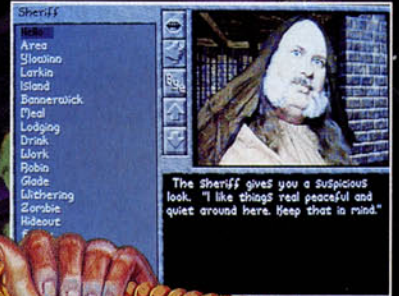 Sheriff
Hello
Area
Slowinn
Larkin
Island
Bannerwick
Meal
Lodging
Drink
Work
Robin
Glade
Withering
Zombie
Hideout
Bye
The sheriff gives you a suspicious
look. "I like things real peaceful and
quiet around here. Keep that in mind."